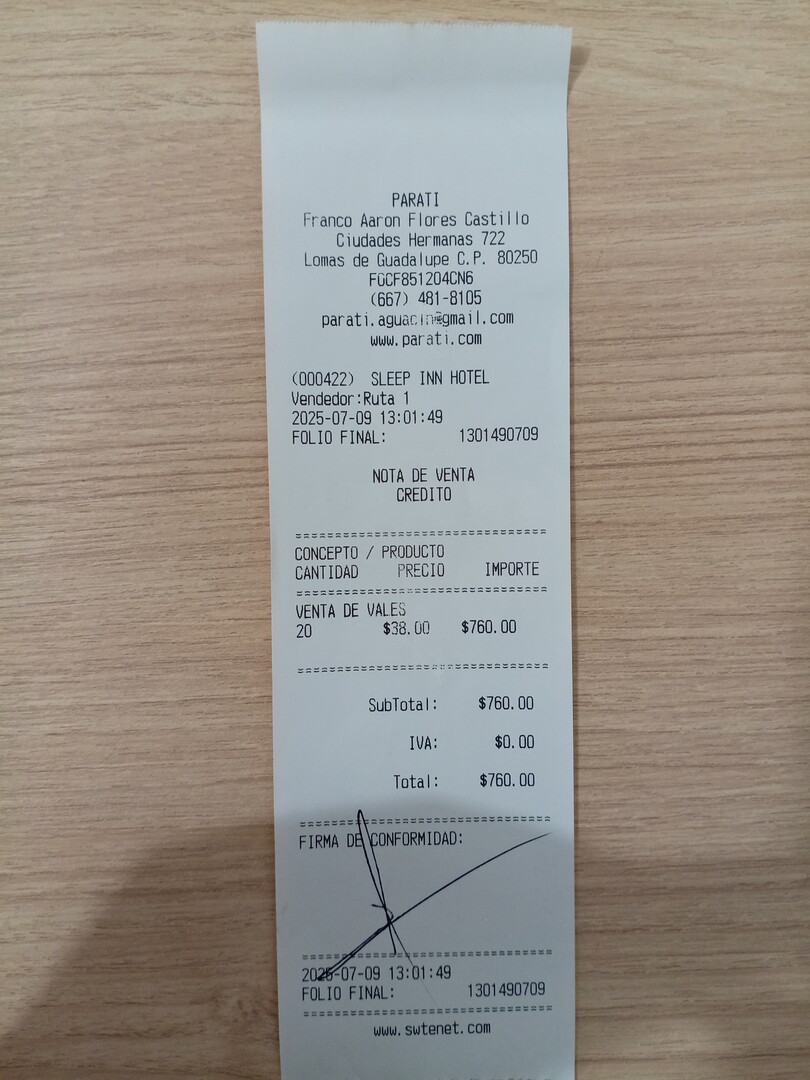 PARATI
Franco Aaron Flores Castillo
Ciudades Hermanas 722
Lomas de Guadalupe C.P. 80250
FOCF851204CN6
(667) 481-8105
parati.aguacin@gmail.com
www.parati.com
(000422) SLEEP INN HOTEL
Vendedor:Ruta 1
2025-07-09 13:01:49
FOLIO FINAL: 1301490709
NOTA DE VENTA
CREDITO
CONCEPTO / PRODUCTO
CANTIDAD PRECIO IMPORTE
VENTA DE VALES
20 $38.00 $760.00
SubTotal: $760.00
IVA: $0.00
Total: $760.00
FIRMA DE CONFORMIDAD:
2025-07-09 13:01:49
FOLIO FINAL: 1301490709
www.swtenet.com